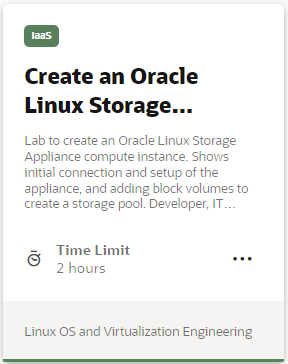 IaaS
Create an Oracle
Linux Storage...
Lab to create an Oracle Linux Storage
Appliance compute instance. Shows
initial connection and setup of the
appliance, and adding block volumes to
create a storage pool. Developer, IT...
Time Limit
2 hours
Linux OS and Virtualization Engineering